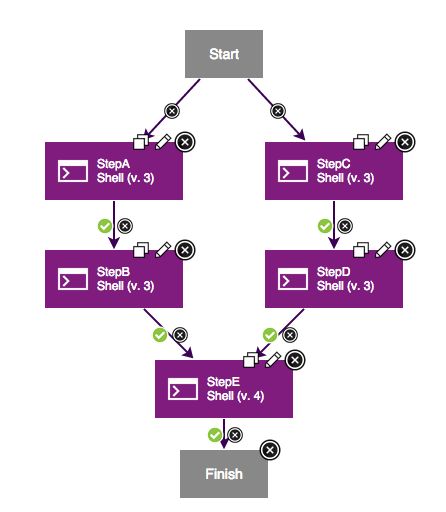 Start
StepA
Shell (v. 3)
StepC
Shell (v. 3)
StepB
Shell (v. 3)
StepD
Shell (v. 3)
StepE
Shell (v. 4)
Finish